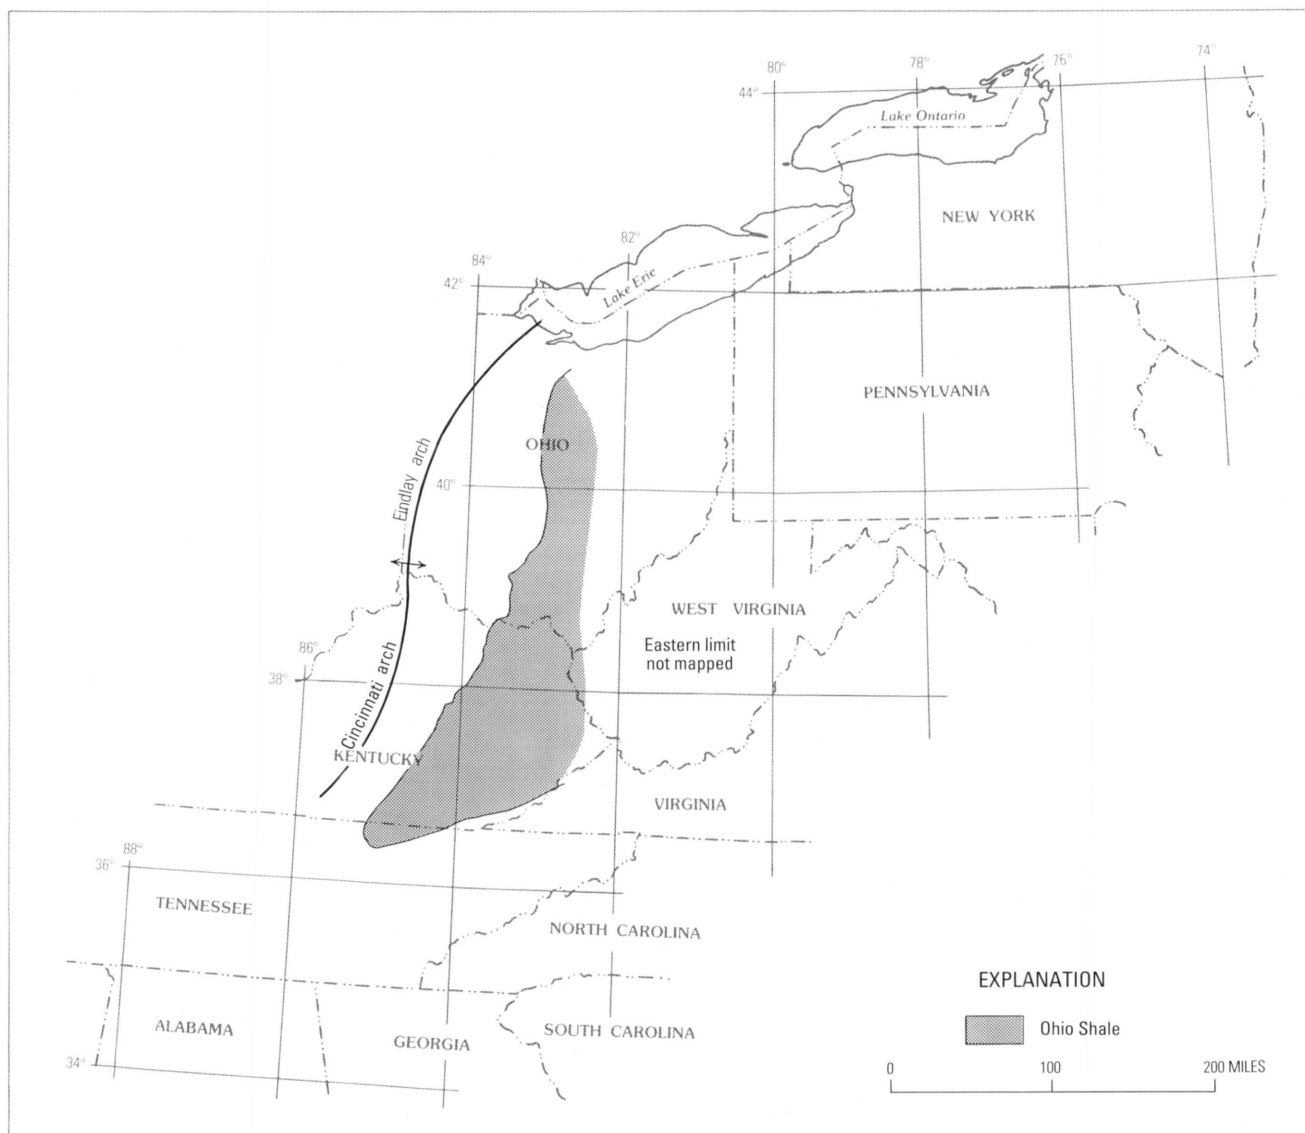 74°
76°
78°
80°
44°
Lake Ontario
NEW YORK
82°
84°
42°
Lake Erie
PENNSYLVANIA
OHIO
Findlay arch
40°
WEST VIRGINIA
Eastern limit
not mapped
86°
38°
Cincinnati arch
KENTUCKY
VIRGINIA
88°
36°
TENNESSEE
NORTH CAROLINA
EXPLANATION
Ohio Shale
ALABAMA
GEORGIA
SOUTH CAROLINA
34°
0 100 200 MILES